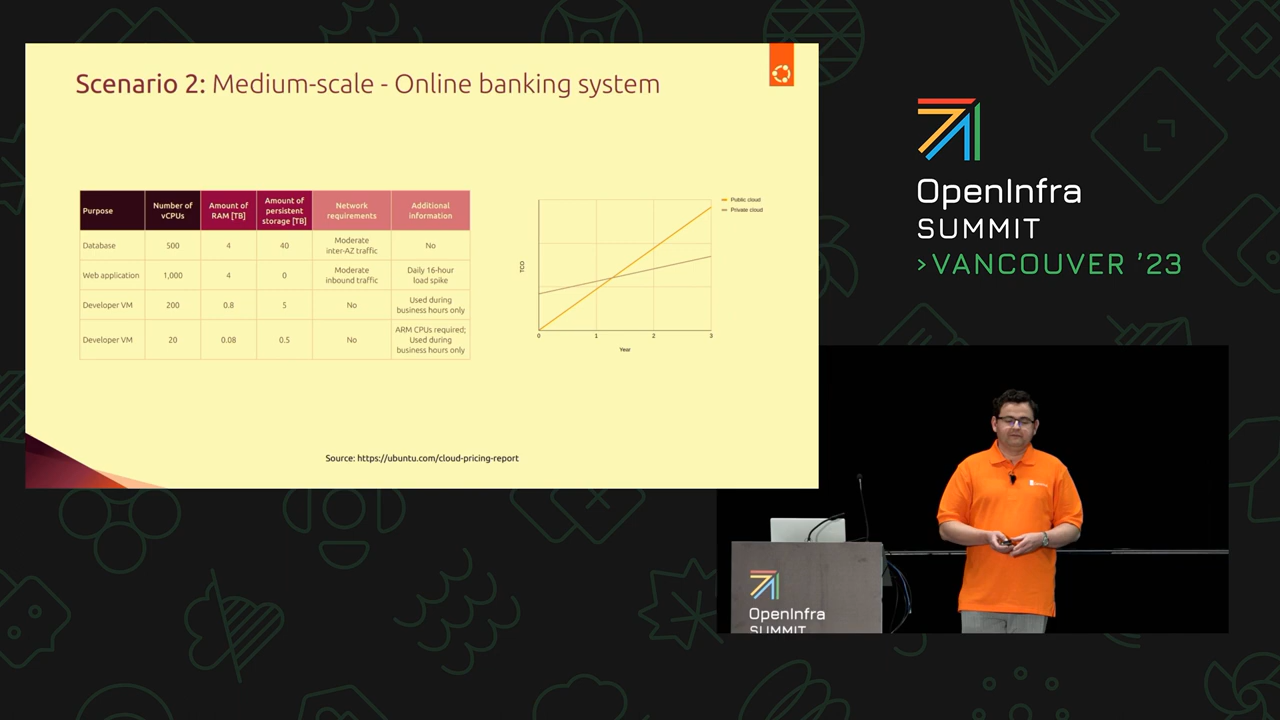 Scenario 2: Medium-scale - Online banking system
Purpose
Number of
vCPUs
Amount of
RAM [TB]
Amount of
persistent
storage [TB]
Network
requirements
Additional
information
Database
500
4
40
Moderate
inter-AZ traffic
No
Web application
1,000
4
0
Moderate
inbound traffic
Daily 16-hour
load spike
Developer VM
200
0.8
5
No
Used during
business hours only
Developer VM
20
0.08
0.5
No
ARM CPUs required;
Used during
business hours only
Public cloud
Private cloud
TCO
0
1
2
3
Year
Source: https://ubuntu.com/cloud-pricing-report
OpenInfra
SUMMIT
>VANCOUVER '23
OpenInfra
SUMMIT